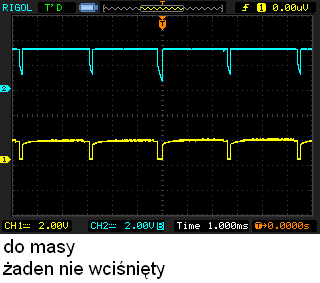 RIGOL T'D f 1 0.00uV
T
2
1
CH1 2.00V CH2 2.00V B Time 1.000ms T→0.0000s
do masy
żaden nie wciśnięty